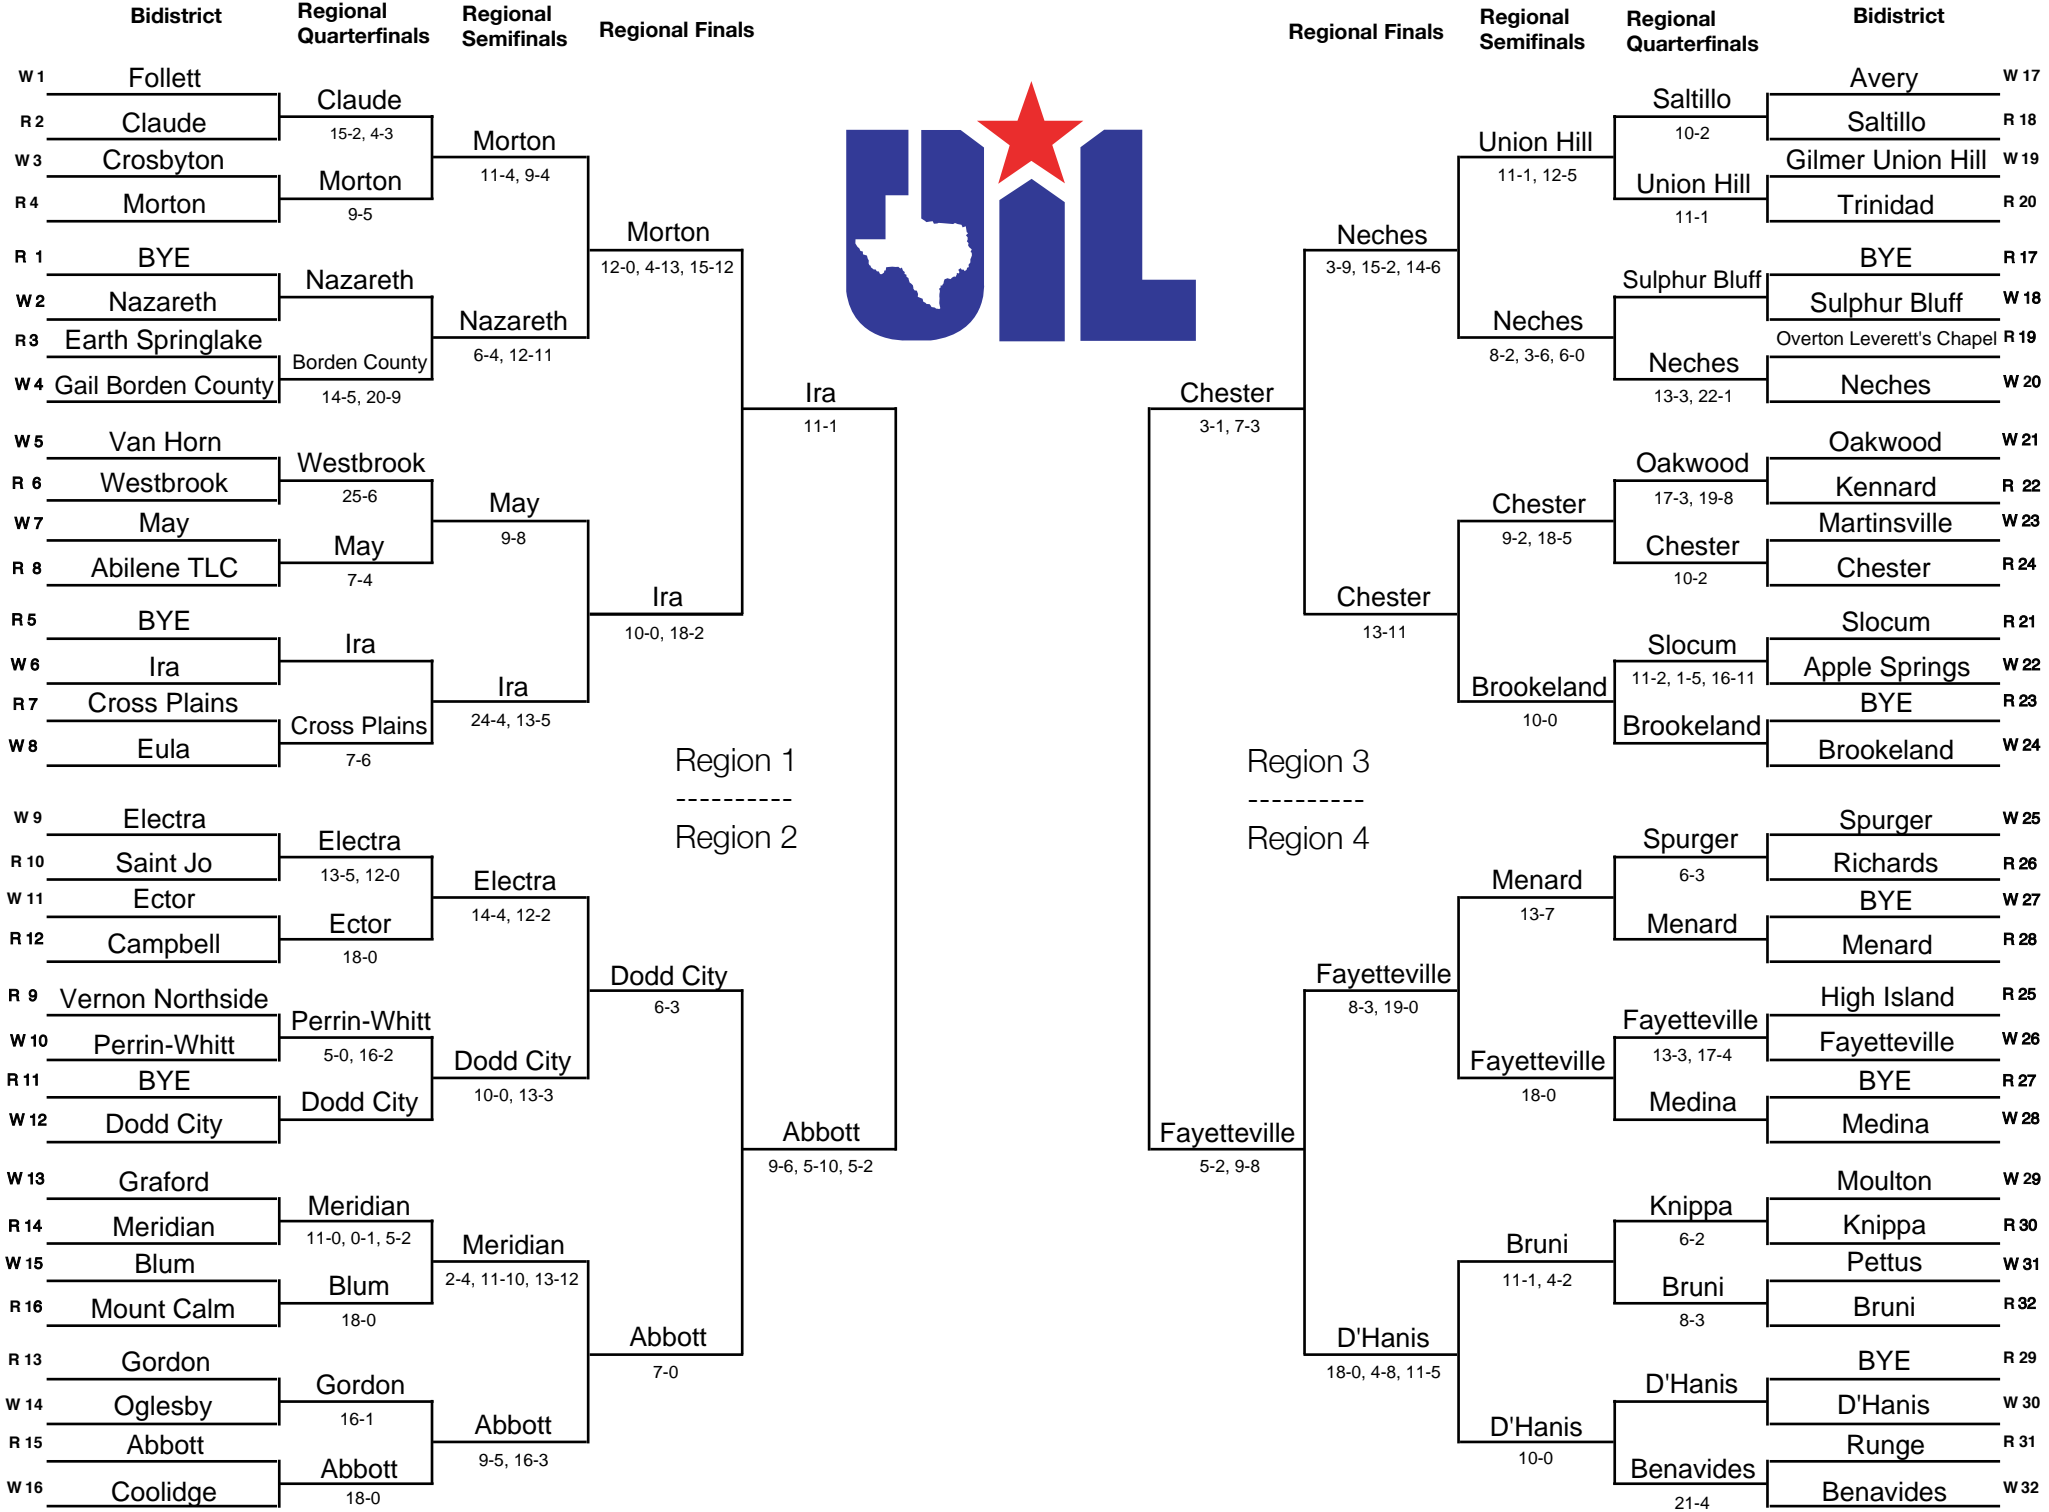 Bidistrict
Regional
Quarterfinals
Regional
Semifinals
Regional Finals
W 1
Follett
R 2
Claude
W 3
Crosbyton
R 4
Morton
R 1
BYE
W 2
Nazareth
R 3
Earth Springlake
W 4
Gail Borden County
W 5
Van Horn
R 6
Westbrook
W 7
May
R 8
Abilene TLC
R 5
BYE
W 6
Ira
R 7
Cross Plains
W 8
Eula
W 9
Electra
R 10
Saint Jo
W 11
Ector
R 12
Campbell
R 9
Vernon Northside
W 10
Perrin-Whitt
R 11
BYE
W 12
Dodd City
W 13
Graford
R 14
Meridian
W 15
Blum
R 16
Mount Calm
R 13
Gordon
W 14
Oglesby
R 15
Abbott
W 16
Coolidge
Claude
15-2, 4-3
Morton
9-5
Nazareth
Borden County
14-5, 20-9
Westbrook
25-6
May
7-4
Ira
Cross Plains
7-6
Electra
13-5, 12-0
Ector
18-0
Perrin-Whitt
5-0, 16-2
Dodd City
Meridian
11-0, 0-1, 5-2
Blum
18-0
Gordon
16-1
Abbott
18-0
Morton
11-4, 9-4
Nazareth
6-4, 12-11
May
9-8
Ira
24-4, 13-5
Electra
14-4, 12-2
Dodd City
10-0, 13-3
Meridian
2-4, 11-10, 13-12
Abbott
9-5, 16-3
Morton
12-0, 4-13, 15-12
Ira
10-0, 18-2
Dodd City
6-3
Abbott
7-0
Ira
11-1
Abbott
9-6, 5-10, 5-2
Region 1
----------
Region 2
UIL
Regional Finals
Regional
Semifinals
Regional
Quarterfinals
Bidistrict
Region 3
----------
Region 4
Chester
3-1, 7-3
Fayetteville
5-2, 9-8
Neches
3-9, 15-2, 14-6
Chester
13-11
Fayetteville
8-3, 19-0
D'Hanis
18-0, 4-8, 11-5
Union Hill
11-1, 12-5
Neches
8-2, 3-6, 6-0
Chester
9-2, 18-5
Brookeland
10-0
Menard
13-7
Fayetteville
18-0
Bruni
11-1, 4-2
D'Hanis
10-0
Saltillo
10-2
Union Hill
11-1
Sulphur Bluff
Neches
13-3, 22-1
Oakwood
17-3, 19-8
Chester
10-2
Slocum
11-2, 1-5, 16-11
Brookeland
Spurger
6-3
Menard
Fayetteville
13-3, 17-4
Medina
Knippa
6-2
Bruni
8-3
D'Hanis
Benavides
21-4
Avery
W 17
Saltillo
R 18
Gilmer Union Hill
W 19
Trinidad
R 20
BYE
R 17
Sulphur Bluff
W 18
Overton Leverett's Chapel
R 19
Neches
W 20
Oakwood
W 21
Kennard
R 22
Martinsville
W 23
Chester
R 24
Slocum
R 21
Apple Springs
W 22
BYE
R 23
Brookeland
W 24
Spurger
W 25
Richards
R 26
BYE
W 27
Menard
R 28
High Island
R 25
Fayetteville
W 26
BYE
R 27
Medina
W 28
Moulton
W 29
Knippa
R 30
Pettus
W 31
Bruni
R 32
BYE
R 29
D'Hanis
W 30
Runge
R 31
Benavides
W 32